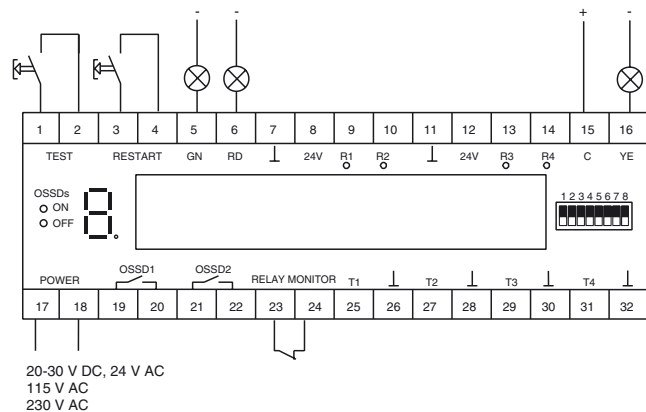 - - + -
1 2 3 4 5 6 7 8 9 10 11 12 13 14 15 16
TEST RESTART GN RD 24V R1 R2 24V R3 R4 C YE
OSSDs
ON
OFF
8.
1 2 3 4 5 6 7 8
POWER OSSD1 OSSD2 RELAY MONITOR T1 T2 T3 T4
17 18 19 20 21 22 23 24 25 26 27 28 29 30 31 32
20-30 V DC, 24 V AC
115 V AC
230 V AC